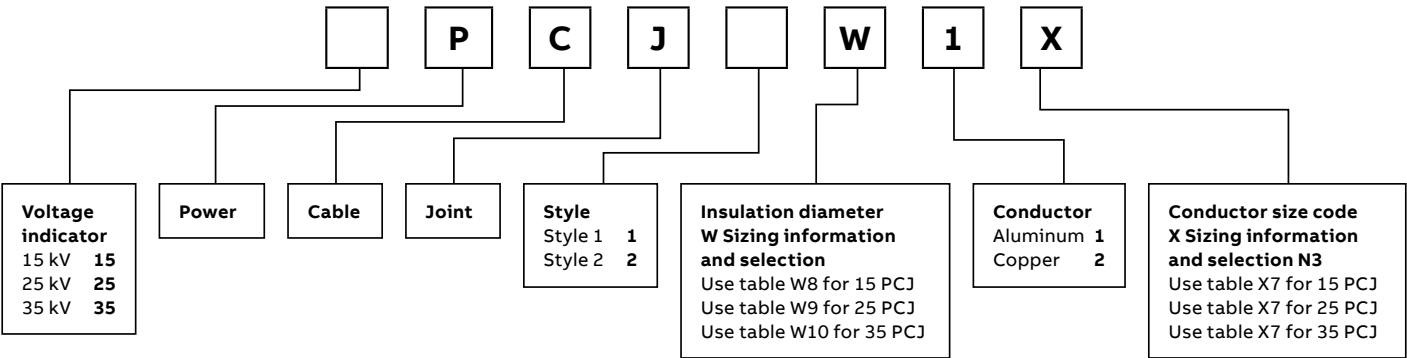 P C J W 1 X
Voltage
indicator
15 kV 15
25 kV 25
35 kV 35
Power
Cable
Joint
Style
Style 1 1
Style 2 2
Insulation diameter
W Sizing information
and selection
Use table W8 for 15 PCJ
Use table W9 for 25 PCJ
Use table W10 for 35 PCJ
Conductor
Aluminum 1
Copper 2
Conductor size code
X Sizing information
and selection N3
Use table X7 for 15 PCJ
Use table X7 for 25 PCJ
Use table X7 for 35 PCJ